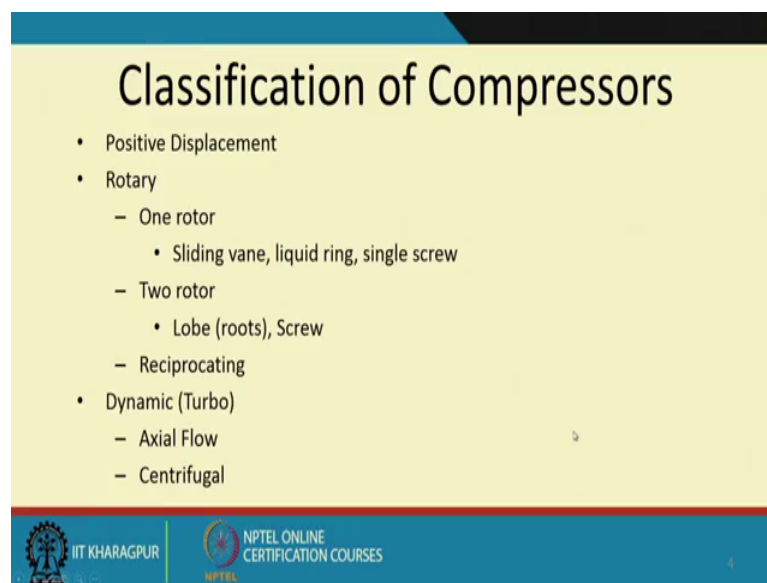 Classification of Compressors
• Positive Displacement
• Rotary
– One rotor
• Sliding vane, liquid ring, single screw
– Two rotor
• Lobe (roots), Screw
– Reciprocating
• Dynamic (Turbo)
– Axial Flow
– Centrifugal
IIT KHARAGPUR
NPTEL
NPTEL ONLINE
CERTIFICATION COURSES
4